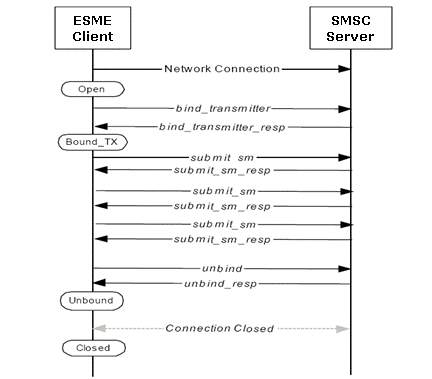 ESME
Client
SMSC
Server
Network Connection
Open
bind_transmitter
bind_transmitter_resp
Bound_TX
submit_sm
submit_sm_resp
submit_sm
submit_sm_resp
submit_sm
submit_sm_resp
unbind
unbind_resp
Unbound
Connection Closed
Closed